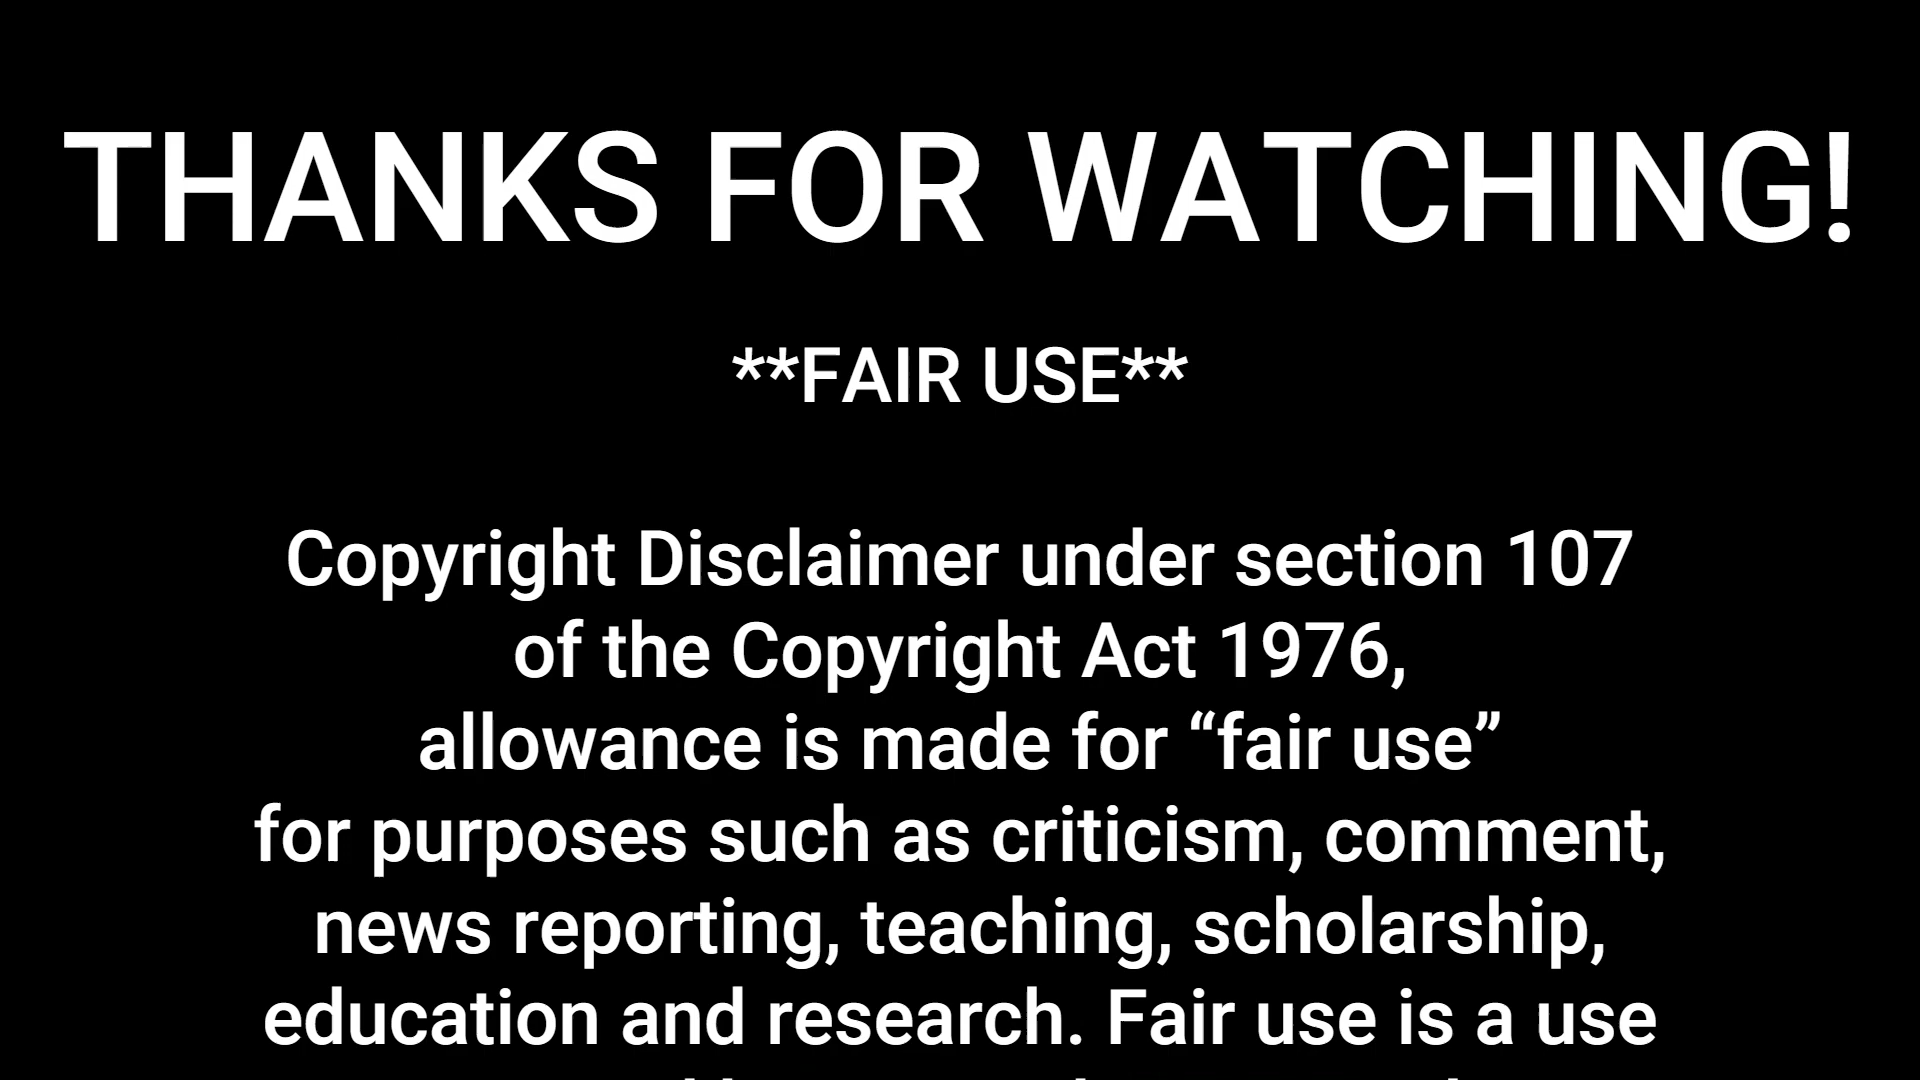 THANKS FOR WATCHING!
**FAIR USE**
Copyright Disclaimer under section 107
of the Copyright Act 1976,
allowance is made for “fair use”
for purposes such as criticism, comment,
news reporting, teaching, scholarship,
education and research. Fair use is a use